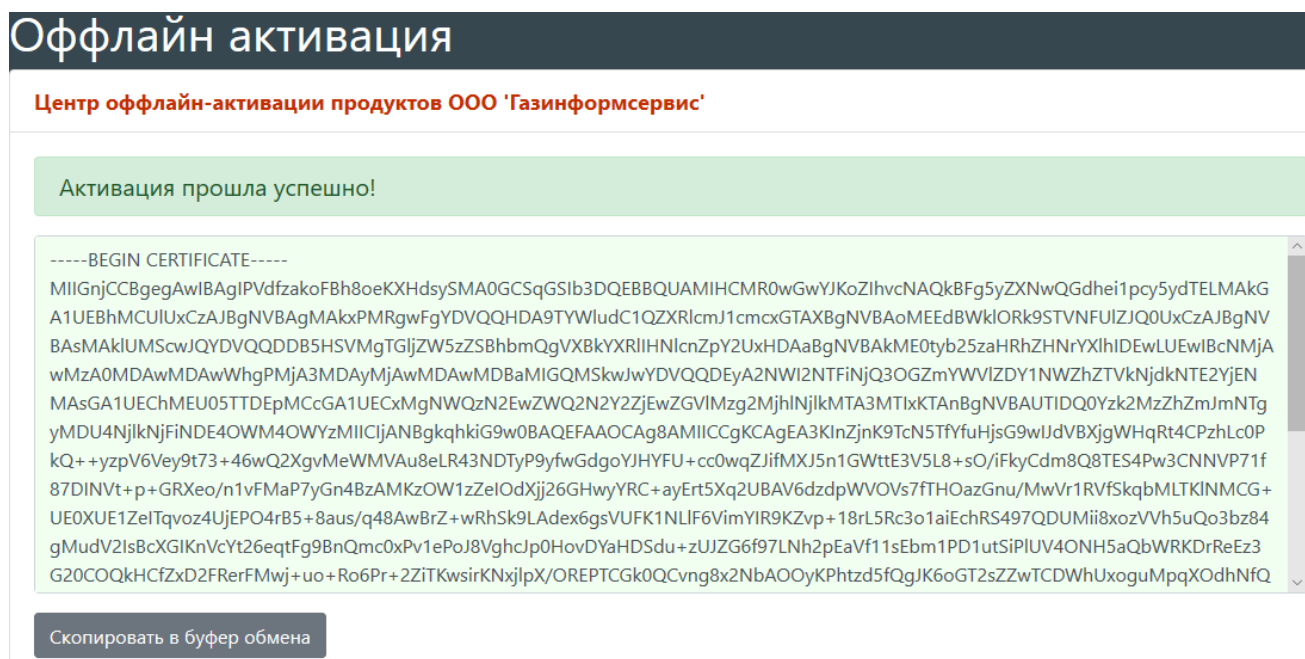 Оффлайн активация
Центр оффлайн-активации продуктов ООО 'Газинформсервис'
Активация прошла успешно!
-----BEGIN CERTIFICATE-----
MIIGnjCCBgegAwIBAgIPVdfzakoFBh8oeKXHdsySMA0GCSqGSIb3DQEBBQUAMIHCMR0wGwYJKoZIhvcNAQkBFg5yZXNwQGdhei1pcy5ydTELMAkG
A1UEBhMCUlUxCzAJBgNVBAgMAkxPMRgwFgYDVQQHDA9TYWludC1QZXRlcmJ1cmcxGTAXBgNVBAoMEEdBWklORk9STVNFUlZJQ0UxCzAJBgNV
BAsMAklUMScwJQYDVQQDDB5HSVMgTGljZW5zZSBhbmQgVXBkYXRlIHNlcnZpY2UxHDAaBgNVBAkME0tyb25zaHRhZHNrYXlhIDEwLUEwIBcNMjA
wMzA0MDAwMDAwWhgPMjA3MDAyMjAwMDAwMDBaMIGQMSkwJwYDVQQDEyA2NWI2NTFiNjQ3OGZmYWVlZDY1NWZhZTVkNjdkNTE2YjEN
MAsGA1UEChMEU05TTDEpMCcGA1UECxMgNWQzN2EwZWQ2N2Y2ZjEwZGVlMzg2MjhlNjlkMTA3MTIxKTAnBgNVBAUTIDQ0Yzk2MzZhZmJmNTg
yMDU4NjlkNjFiNDE4OWM4OWYzMIICIjANBgkqhkiG9w0BAQEFAAOCAg8AMIICCgKCAgEA3KInZjnK9TcN5TfYfuHjsG9wIJdVBXjgWHqRt4CPzhLc0P
kQ++yzpV6Vey9t73+46wQ2XgvMeWMVAu8eLR43NDTyP9yfwGdgoYJHYFU+cc0wqZJifMXJ5n1GWttE3V5L8+sO/iFkyCdm8Q8TES4Pw3CNNVP71f
87DINVt+p+GRXeo/n1vFMaP7yGn4BzAMKzOW1zZeIOdXjj26GHwyYRC+ayErt5Xq2UBAV6dzdpWVOVs7fTHOazGnu/MwVr1RVfSkqbMLTKlNMCG+
UE0XUE1ZeITqvoz4UjEPO4rB5+8aus/q48AwBrZ+wRhSk9LAdex6gsVUFK1NLlF6VimYIR9KZvp+18rL5Rc3o1aiEchRS497QDUMii8xozVVh5uQo3bz84
gMudV2IsBcXGIKnVcYt26eqtFg9BnQmc0xPv1ePoJ8VghcJp0HovDYaHDSdu+zUJZG6f97LNh2pEaVf11sEbm1PD1utSiPlUV4ONH5aQbWRKDrReEz3
G20COQkHCfZxD2FRerFMwj+uo+Ro6Pr+2ZiTKwsirKNxjlpX/OREPTCGk0QCvng8x2NbAOOyKPhtzd5fQgJK6oGT2sZZwTCDWhUxoguMpqXOdhNfQ
Скопировать в буфер обмена